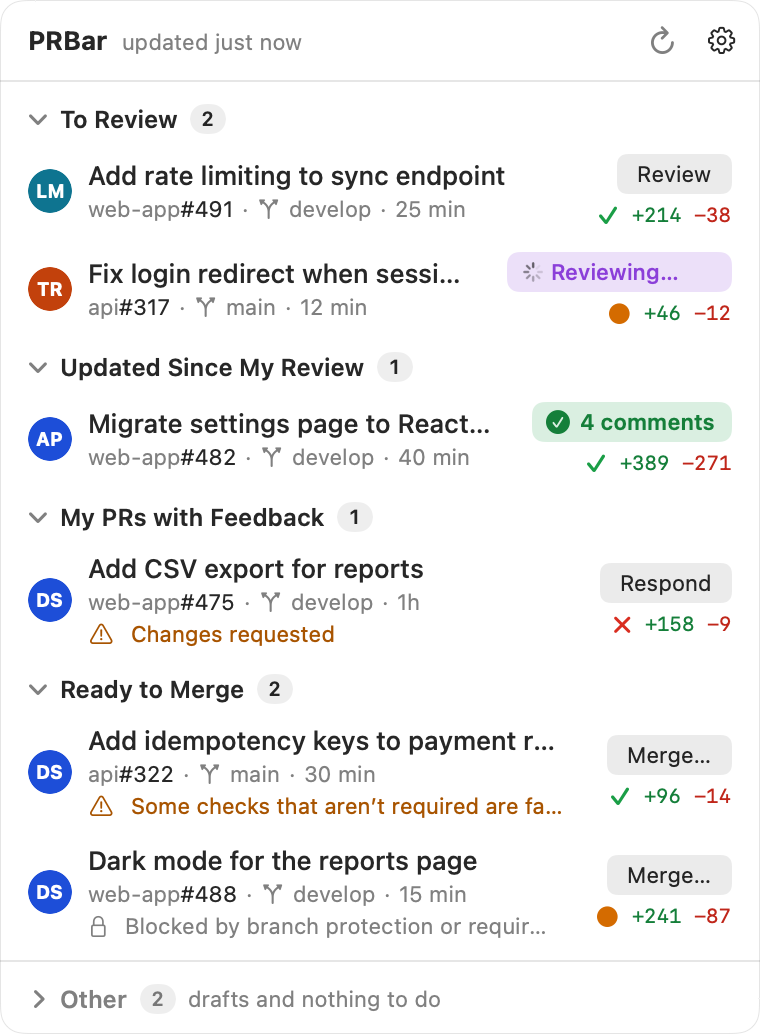 PRBar updated just now
To Review 2
LM Add rate limiting to sync endpoint Review
web-app#491 · develop · 25 min +214 −38
TR Fix login redirect when sessi... Reviewing...
api#317 · main · 12 min +46 −12
Updated Since My Review 1
AP Migrate settings page to React... 4 comments
web-app#482 · develop · 40 min +389 −271
My PRs with Feedback 1
DS Add CSV export for reports Respond
web-app#475 · develop · 1h +158 −9
Changes requested
Ready to Merge 2
DS Add idempotency keys to payment r... Merge...
api#322 · main · 30 min +96 −14
Some checks that aren’t required are fa...
DS Dark mode for the reports page Merge...
web-app#488 · develop · 15 min +241 −87
Blocked by branch protection or requir...
Other 2 drafts and nothing to do